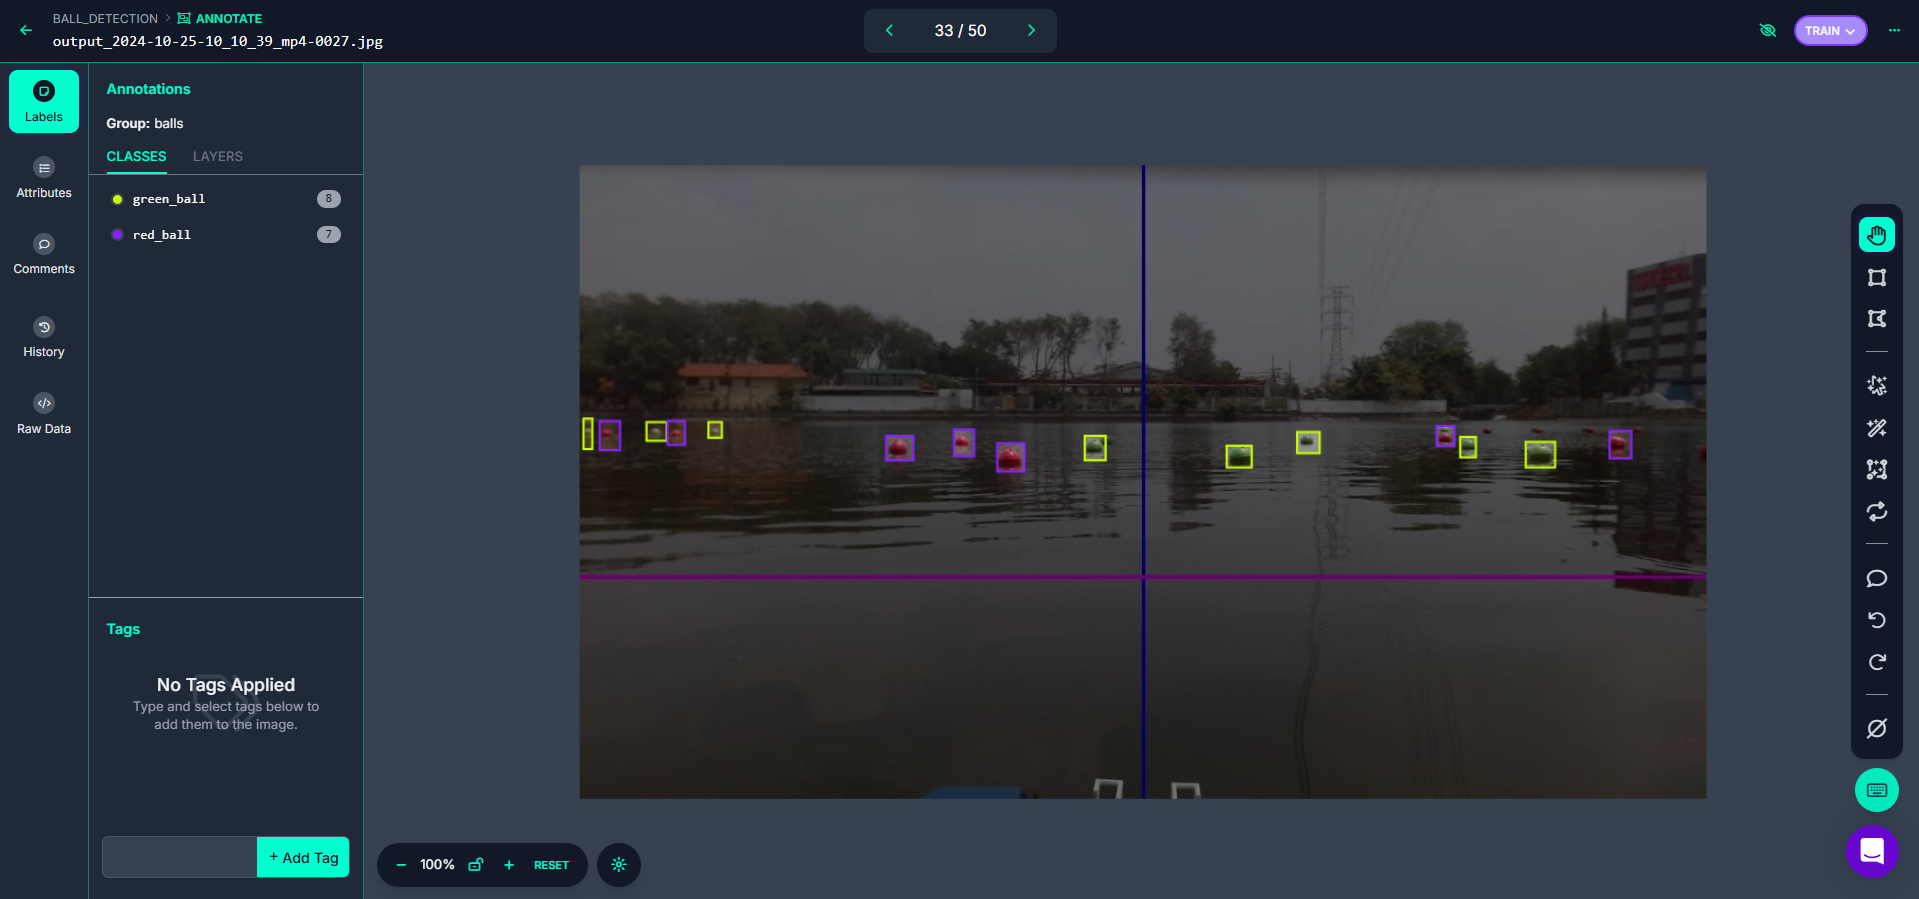 BALL_DETECTION > ANNOTATE
output_2024-10-25-10_10_39_mp4-0027.jpg
33 / 50
TRAIN
Labels
Attributes
Comments
History
Raw Data
Annotations
Group: balls
CLASSES LAYERS
green_ball 8
red_ball 7
Tags
No Tags Applied
Type and select tags below to
add them to the image.
+ Add Tag
100%
RESET